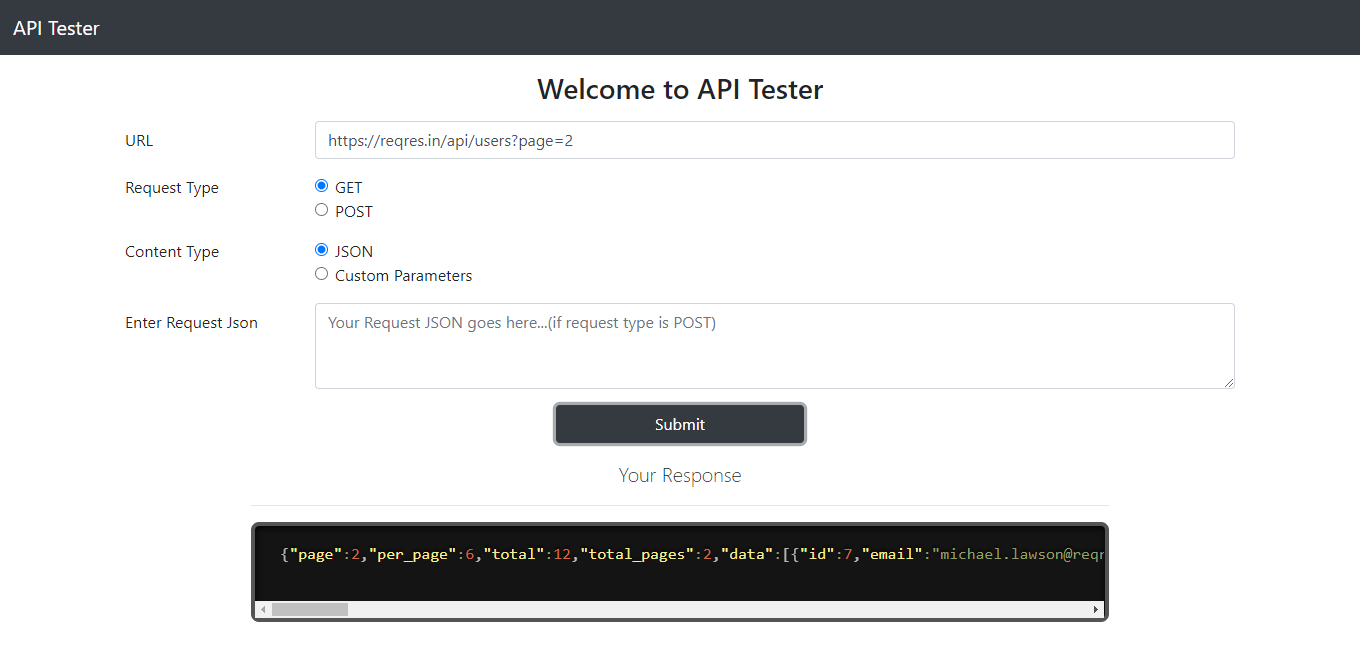 API Tester
Welcome to API Tester
URL
https://reqres.in/api/users?page=2
Request Type
GET
POST
Content Type
JSON
Custom Parameters
Enter Request Json
Your Request JSON goes here...(if request type is POST)
Submit
Your Response
{"page":2,"per_page":6,"total":12,"total_pages":2,"data":[{"id":7,"email":"michael.lawson@reqr